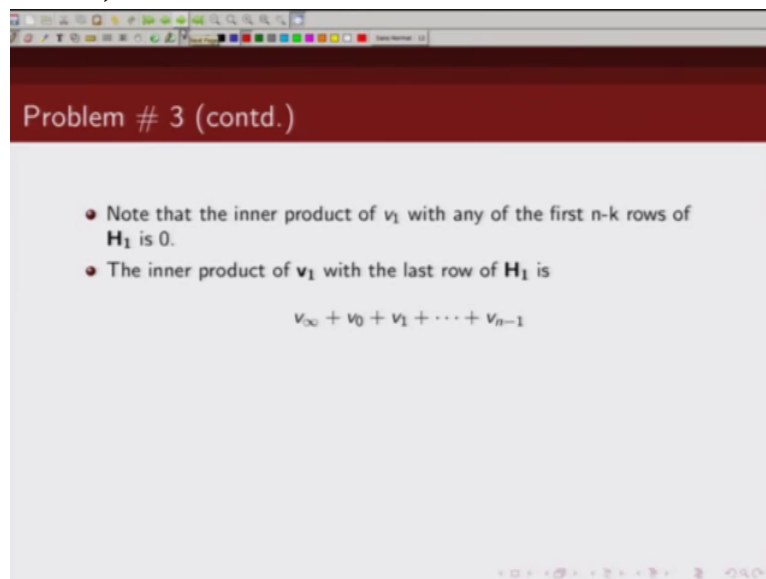 Problem # 3 (contd.)
Note that the inner product of v₁ with any of the first n-k rows of
H₁ is 0.
The inner product of v₁ with the last row of H₁ is
v∞ + v₀ + v₁ + ⋯ + vₙ₋₁